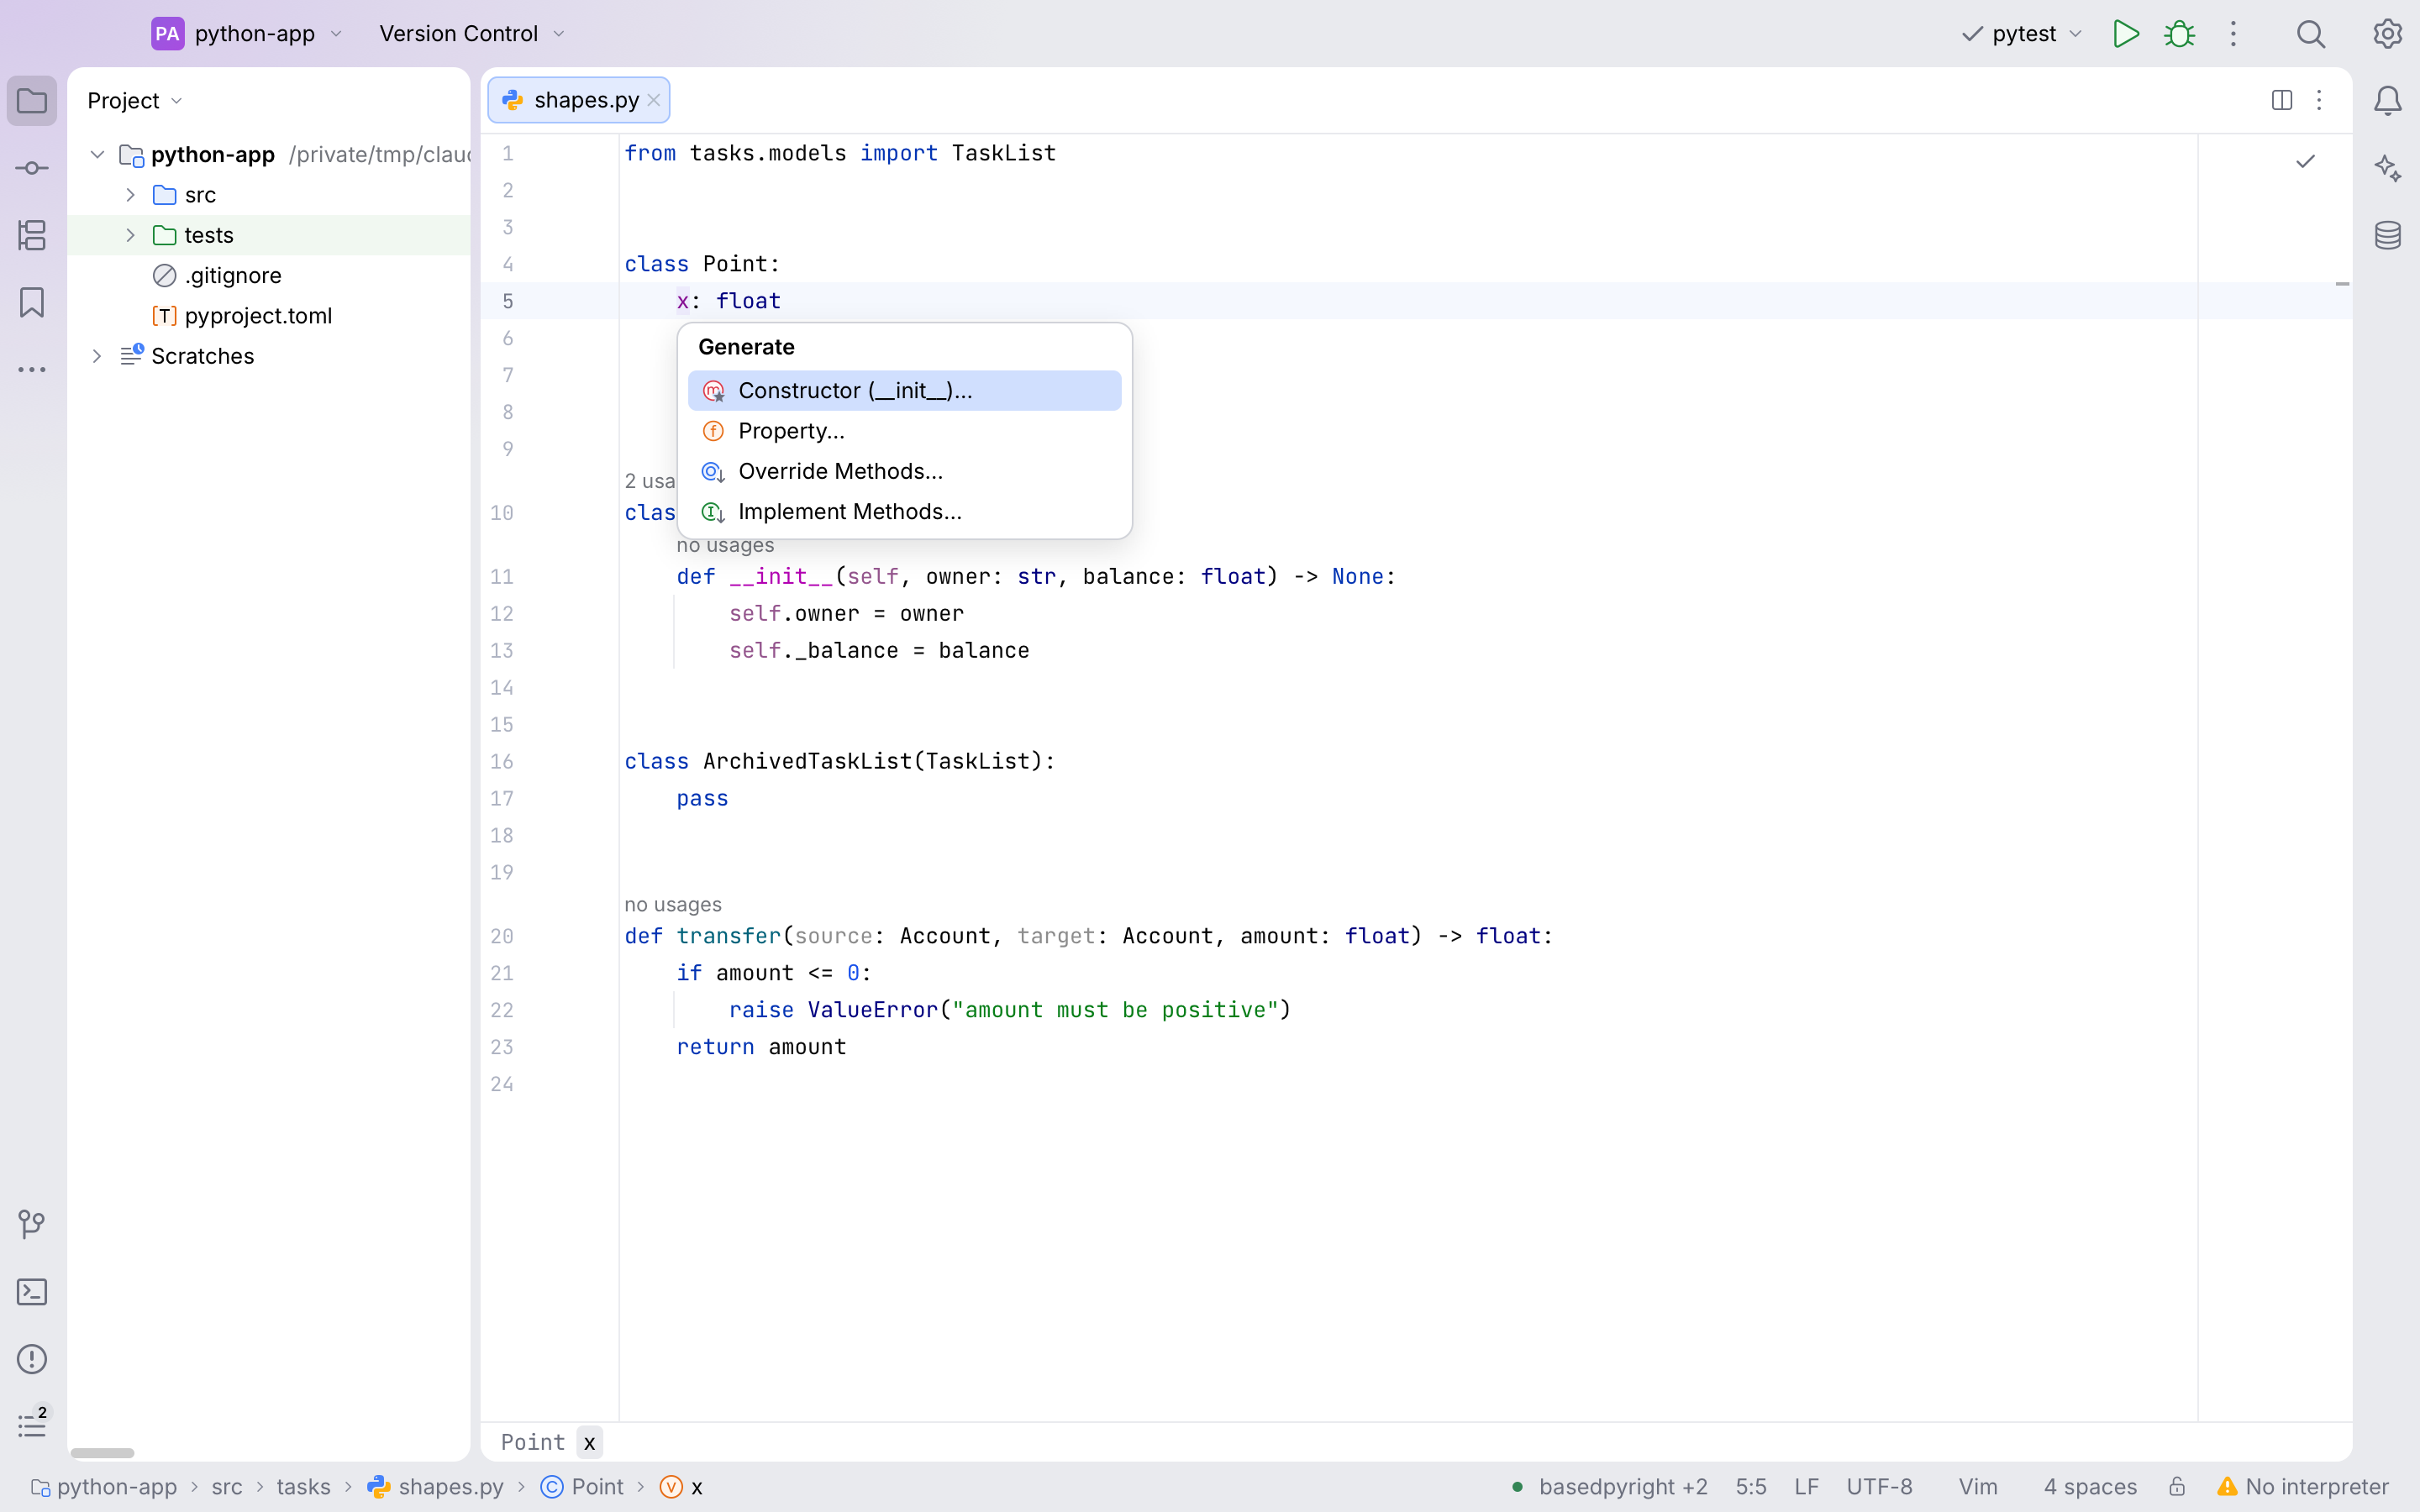 PA python-app Version Control pytest
Project
shapes.py
python-app /private/tmp/clau
src
tests
.gitignore
[T] pyproject.toml
Scratches
1 from tasks.models import TaskList
2
3
4 class Point:
5 x: float
6
7
8
9
Generate
Constructor (__init__)...
Property...
Override Methods...
Implement Methods...
2 usa
10 clas
no usages
11 def __init__(self, owner: str, balance: float) -> None:
12 self.owner = owner
13 self._balance = balance
14
15
16 class ArchivedTaskList(TaskList):
17 pass
18
19
no usages
20 def transfer(source: Account, target: Account, amount: float) -> float:
21 if amount <= 0:
22 raise ValueError("amount must be positive")
23 return amount
24
2
Point x
python-app > src > tasks > shapes.py > Point > x
basedpyright +2 5:5 LF UTF-8 Vim 4 spaces No interpreter